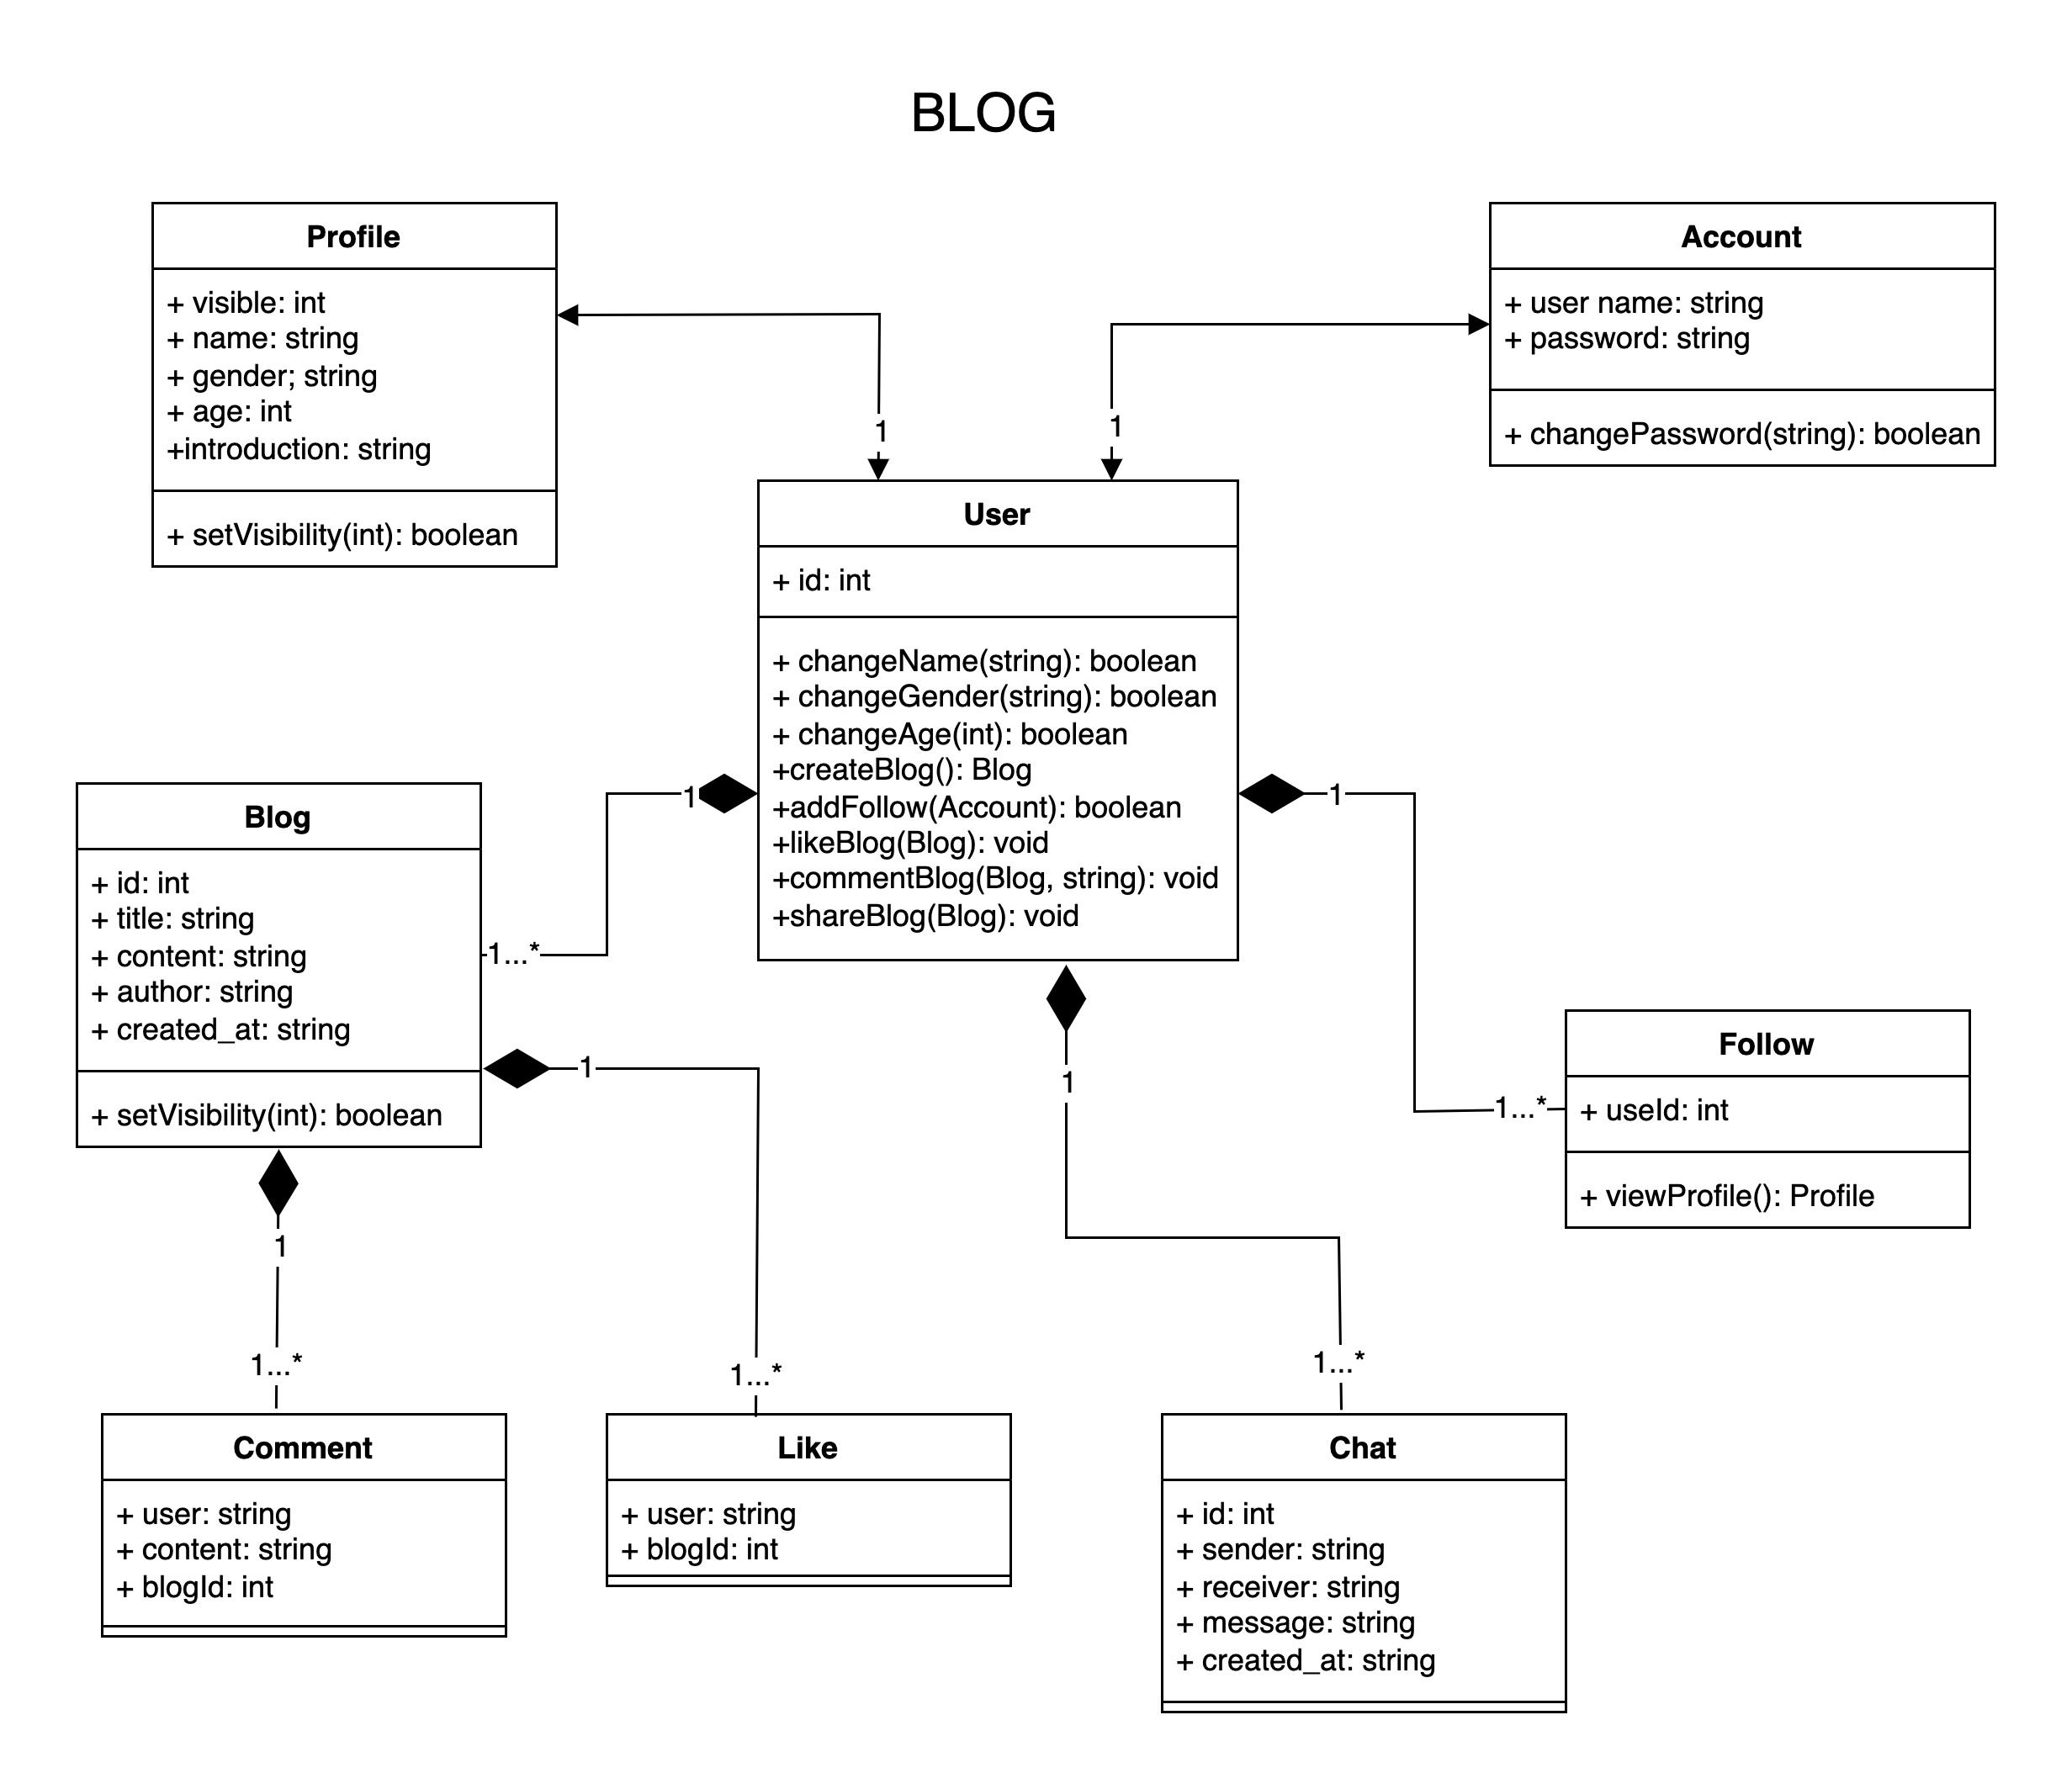 BLOG
Profile
+ visible: int
+ name: string
+ gender; string
+ age: int
+introduction: string
+ setVisibility(int): boolean
Account
+ user name: string
+ password: string
+ changePassword(string): boolean
1
1
User
+ id: int
+ changeName(string): boolean
+ changeGender(string): boolean
+ changeAge(int): boolean
+createBlog(): Blog
+addFollow(Account): boolean
+likeBlog(Blog): void
+commentBlog(Blog, string): void
+shareBlog(Blog): void
1
1
1...*
Blog
+ id: int
+ title: string
+ content: string
+ author: string
+ created_at: string
+ setVisibility(int): boolean
1
1
1...*
Follow
+ useId: int
+ viewProfile(): Profile
1
1...*
1...*
1...*
Comment
+ user: string
+ content: string
+ blogId: int
Like
+ user: string
+ blogId: int
Chat
+ id: int
+ sender: string
+ receiver: string
+ message: string
+ created_at: string